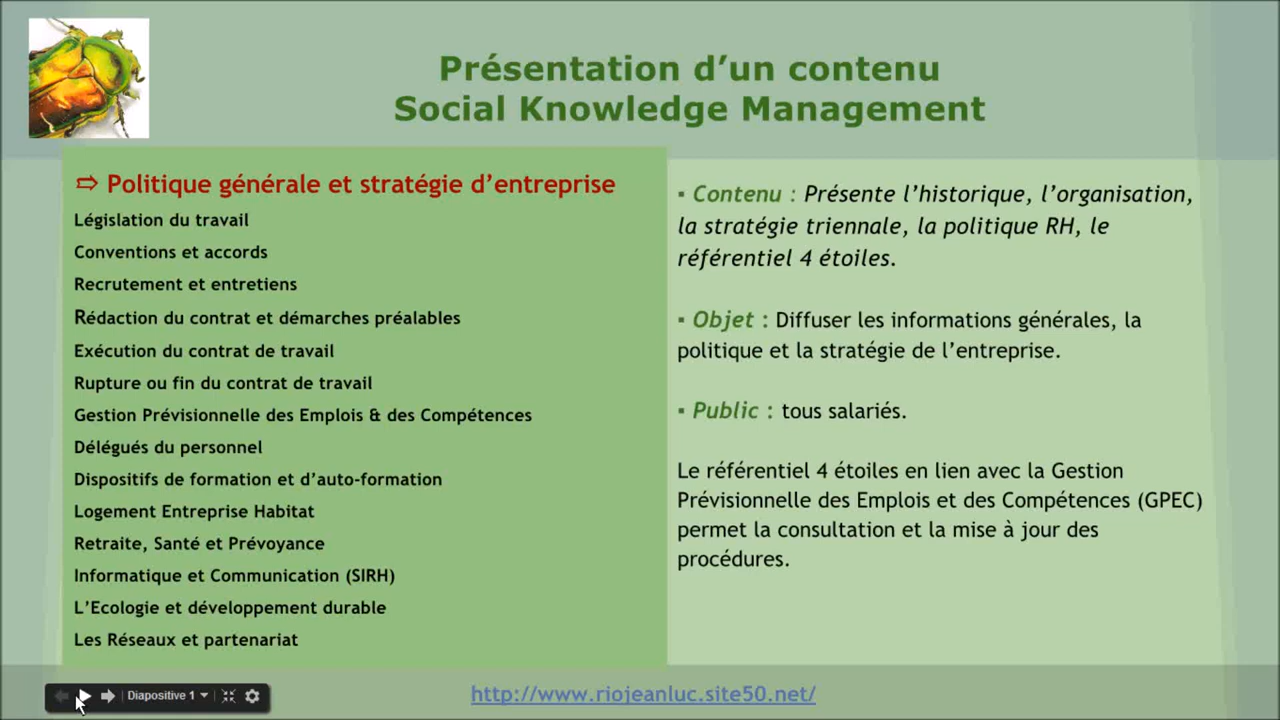 Présentation d’un contenu
Social Knowledge Management
⇨ Politique générale et stratégie d’entreprise
Législation du travail
Conventions et accords
Recrutement et entretiens
Rédaction du contrat et démarches préalables
Exécution du contrat de travail
Rupture ou fin du contrat de travail
Gestion Prévisionnelle des Emplois & des Compétences
Délégués du personnel
Dispositifs de formation et d’auto-formation
Logement Entreprise Habitat
Retraite, Santé et Prévoyance
Informatique et Communication (SIRH)
L’Ecologie et développement durable
Les Réseaux et partenariat
▪ Contenu : Présente l’historique, l’organisation,
la stratégie triennale, la politique RH, le
référentiel 4 étoiles.
▪ Objet : Diffuser les informations générales, la
politique et la stratégie de l’entreprise.
▪ Public : tous salariés.
Le référentiel 4 étoiles en lien avec la Gestion
Prévisionnelle des Emplois et des Compétences (GPEC)
permet la consultation et la mise à jour des
procédures.
Diapositive 1
http://www.riojeanluc.site50.net/